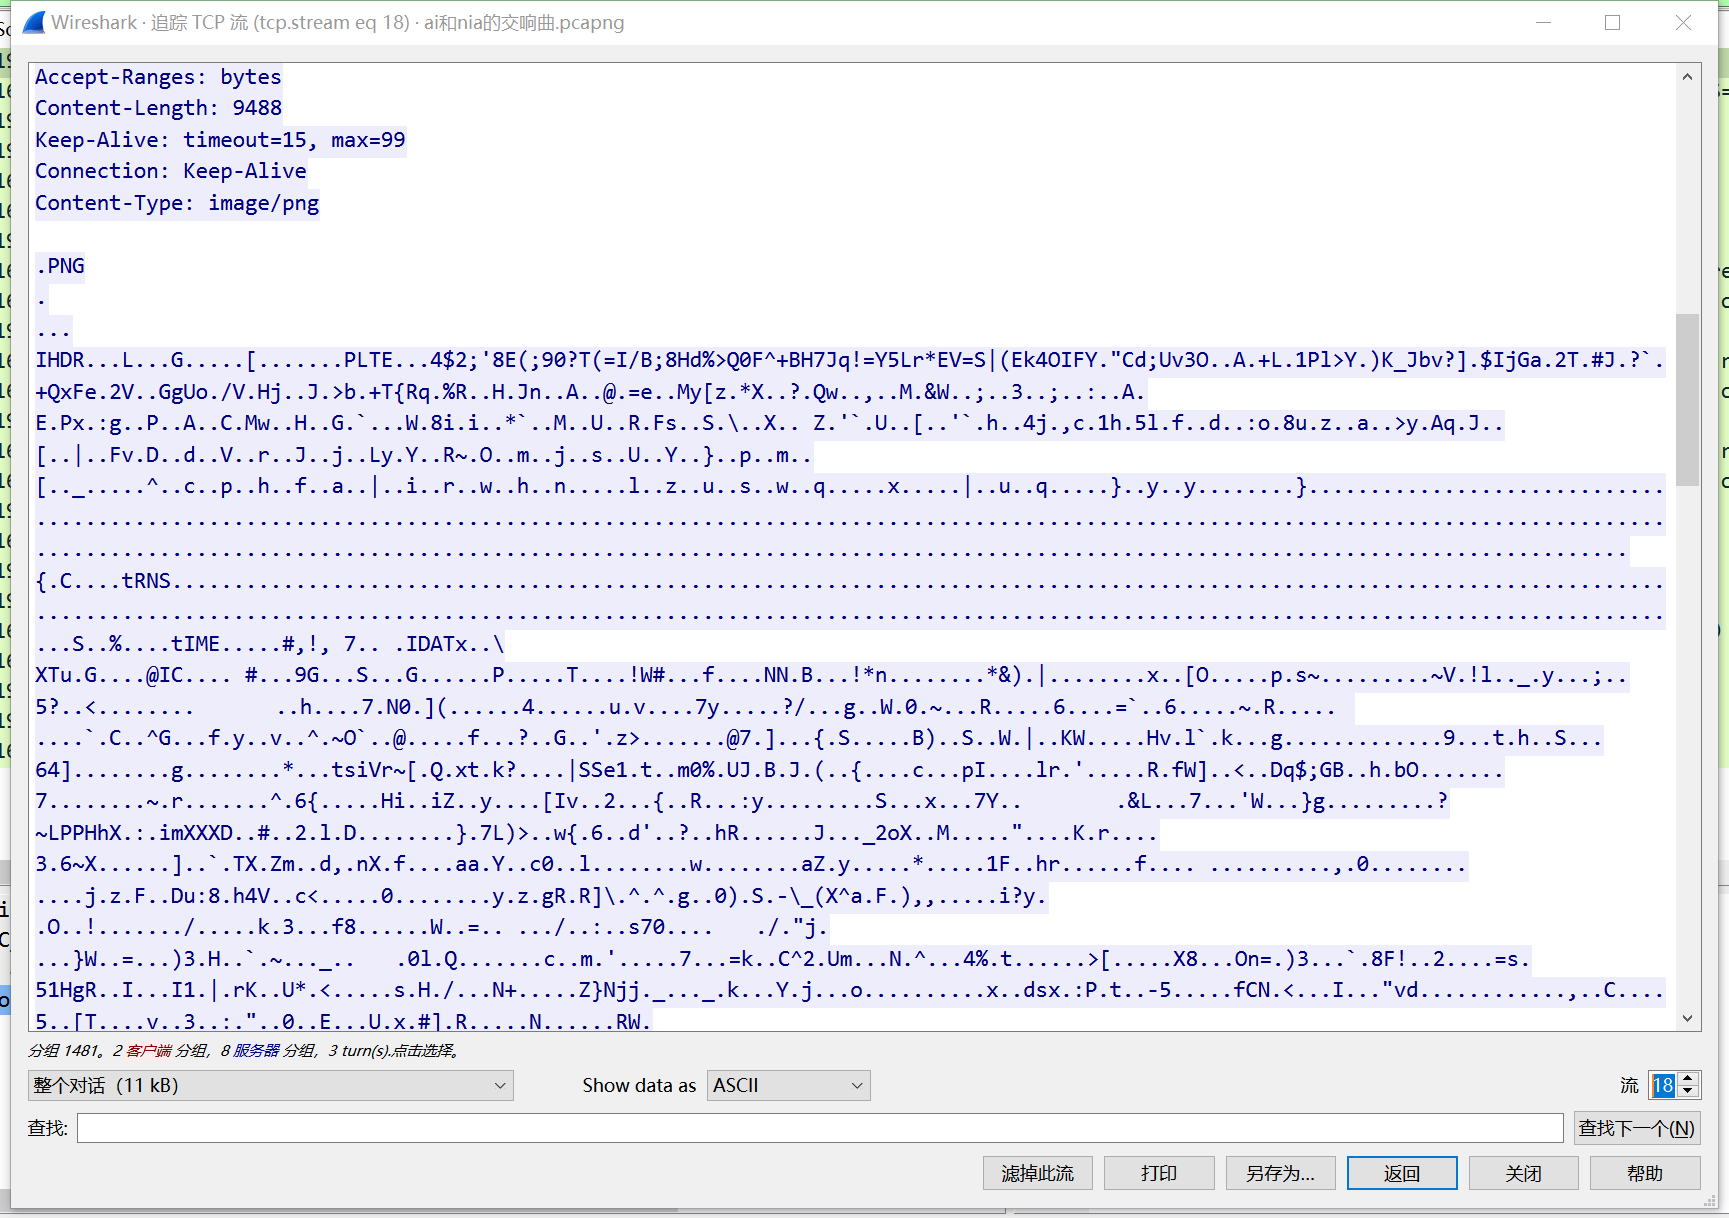 Wireshark · 追踪 TCP 流 (tcp.stream eq 18) · ai和nia的交响曲.pcapng
Accept-Ranges: bytes
Content-Length: 9488
Keep-Alive: timeout=15, max=99
Connection: Keep-Alive
Content-Type: image/png
.PNG
.
...
IHDR...L...G.....[.......PLTE...4$2;'8E(;90?T(=I/B;8Hd%>Q0F^+BH7Jq!=Y5Lr*EV=S|(Ek4OIFY."Cd;Uv3O..A.+L.1Pl>Y.)K_Jbv?].$IjGa.2T.#J.?`.
+QxFe.2V..GgUo./V.Hj..J.>b.+T{Rq.%R..H.Jn..A..@.=e..My[z.*X..?.Qw..,..M.&W..;..3..;..:..A.
E.Px.:g..P..A..C.Mw..H..G.`...W.8i.i..*`..M..U..R.Fs..S.\..X.. Z.'`.U..[..'`.h..4j.,c.1h.5l.f..d..:o.8u.z..a..>y.Aq.J..
[..|..Fv.D..d..V..r..J..j..Ly.Y..R~.O..m..j..s..U..Y..}..p..m..
[.._.....^..c..p..h..f..a..|..i..r..w..h..n.....l..z..u..s..w..q.....x.....|..u..q.....}..y..y........}.............................
{.C....tRNS.........................................................................................................................
...S..%....tIME.....#,!, 7.. .IDATx..\
XTu.G....@IC.... #...9G...S...G......P.....T....!W#...f....NN.B...!*n........*&).|........x..[O.....p.s~.........~V.!l.._.y...;..
5?..<........ ..h....7.N0.](......4......u.v....7y.....?/...g..W.0.~...R.....6....=`..6.....~.R.....
....`.C..^G...f.y..v..^.~O`..@.....f...?..G..'.z>.......@7.]...{.S.....B)..S..W.|..KW.....Hv.l`.k...g.............9...t.h..S...
64]........g........*...tsiVr~[.Q.xt.k?....|SSe1.t..m0%.UJ.B.J.(..{....c...pI....lr.'.....R.fW]..<..Dq$;GB..h.bO.......
7........~.r.......^.6{.....Hi..iZ..y....[Iv..2...{..R...:y.........S...x...7Y.. .&L...7...'W...}g.........?
~LPPHhX.:.imXXXD..#..2.l.D........}.7L)>..w{.6..d'..?..hR......J..._2oX..M....."....K.r....
3.6~X......]..`.TX.Zm..d,.nX.f....aa.Y..c0..l........w........aZ.y.....*.....1F..hr......f.... ..........,.0........
....j.z.F..Du:8.h4V..c<.....0........y.z.gR.R]\.^.^.g..0).S.-\_(X^a.F.),,.....i?y.
.O..!......./.....k.3...f8......W..=.. .../..:..s70.... ./."j.
...}W..=...)3.H..`.~..._.. .0l.Q.......c..m.'.....7...=k..C^2.Um...N.^...4%.t......>[.....X8...On=.)3...`.8F!..2....=s.
51HgR..I...I1.|.rK..U*.<.....s.H./...N+.....Z}Njj._..._.k...Y.j...o..........x..dsx.:P.t..-5.....fCN.<...I..."vd............,..C....
5..[T....v..3..:."..0..E...U.x.#].R.....N......RW.
分组 1481。2 客户端 分组，8 服务器 分组，3 turn(s).点击选择。
整个对话（11 kB） Show data as ASCII 流 18
查找: 查找下一个(N)
滤掉此流 打印 另存为... 返回 关闭 帮助